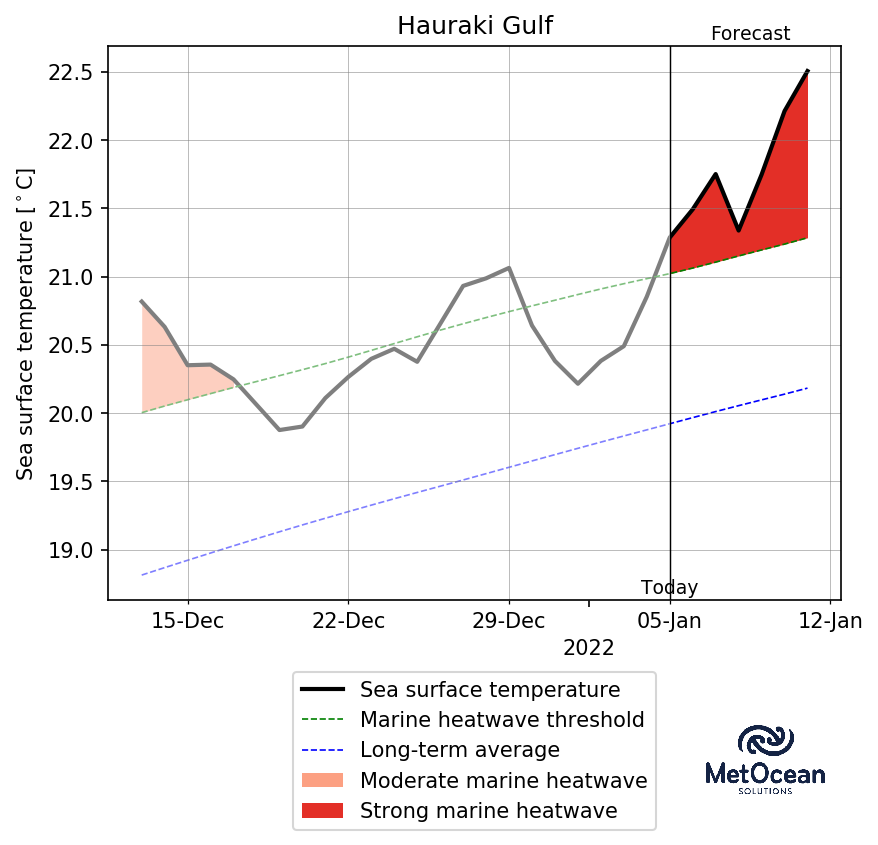 Hauraki Gulf
Forecast
Sea surface temperature [°C]
22.5
22.0
21.5
21.0
20.5
20.0
19.5
19.0
Today
15-Dec 22-Dec 29-Dec 05-Jan 12-Jan
2022
Sea surface temperature
Marine heatwave threshold
Long-term average
Moderate marine heatwave
Strong marine heatwave
MetOcean
SOLUTIONS